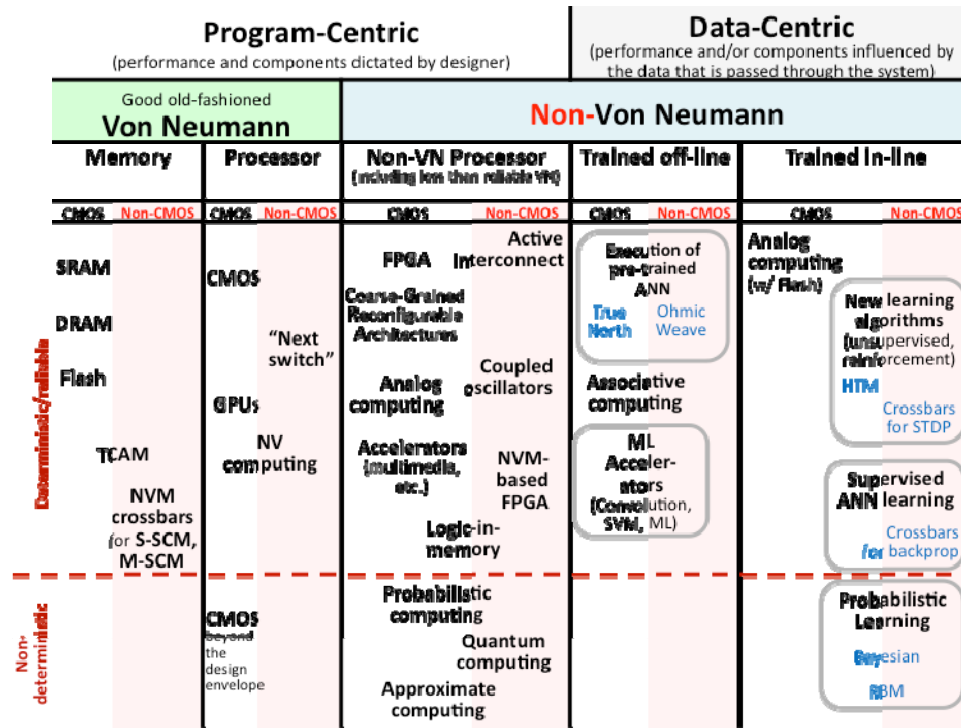 Program-Centric
(performance and components dictated by designer)
Data-Centric
(performance and/or components influenced by
the data that is passed through the system)
Good old-fashioned
Von Neumann
Non-Von Neumann
Memory
Processor
Non-VN Processor
(including less than reliable VN)
Trained off-line
Trained in-line
CMOS
Non-CMOS
CMOS
Non-CMOS
CMOS
Non-CMOS
CMOS
Non-CMOS
CMOS
Non-CMOS
Deterministic/reliable
SRAM
DRAM
Flash
TCAM
NVM
crossbars
for S-SCM,
M-SCM
CMOS
"Next
switch"
GPUs
NV
computing
FPGA
Active
Interconnect
Coarse-Grained
Reconfigurable
Architectures
Coupled
oscillators
Analog
computing
Accelerators
(multimedia,
etc.)
NVM-
based
FPGA
Logic-in-
memory
Execution of
pre-trained
ANN
True
North
Ohmic
Weave
Associative
computing
ML
Acceler-
ators
(Convolution,
SVM, ML)
Analog
computing
(w/ Flash)
New learning
algorithms
(unsupervised,
reinforcement)
HTM
Crossbars
for STDP
Supervised
ANN learning
Crossbars
for backprop
Non-
deterministic
CMOS
beyond
the
design
envelope
Probabilistic
computing
Quantum
computing
Approximate
computing
Probabilistic
Learning
Bayesian
RBM